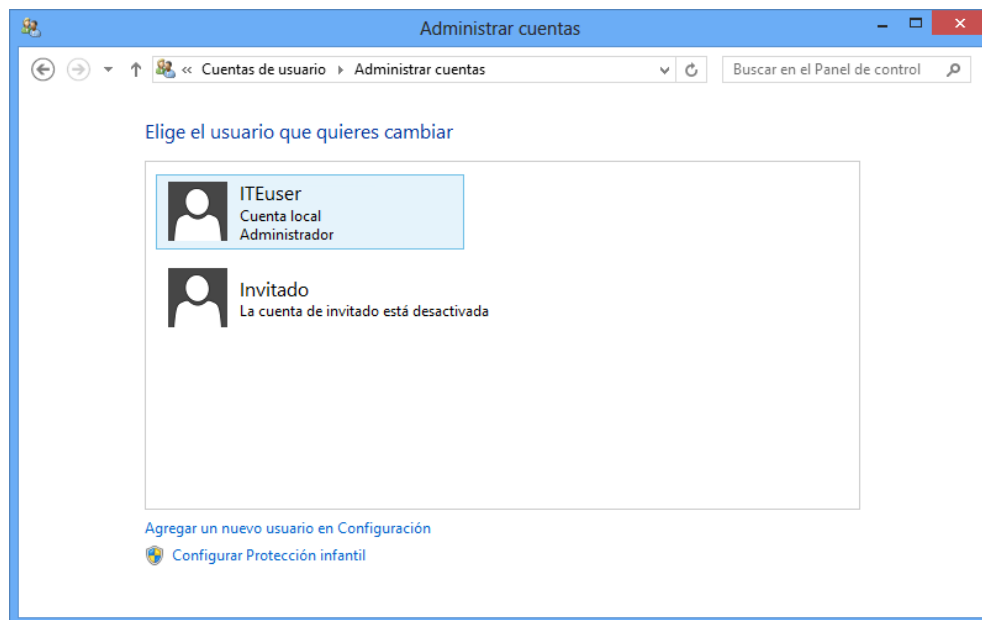 Administrar cuentas
« Cuentas de usuario Administrar cuentas Buscar en el Panel de control
Elige el usuario que quieres cambiar
ITEuser
Cuenta local
Administrador
Invitado
La cuenta de invitado está desactivada
Agregar un nuevo usuario en Configuración
Configurar Protección infantil